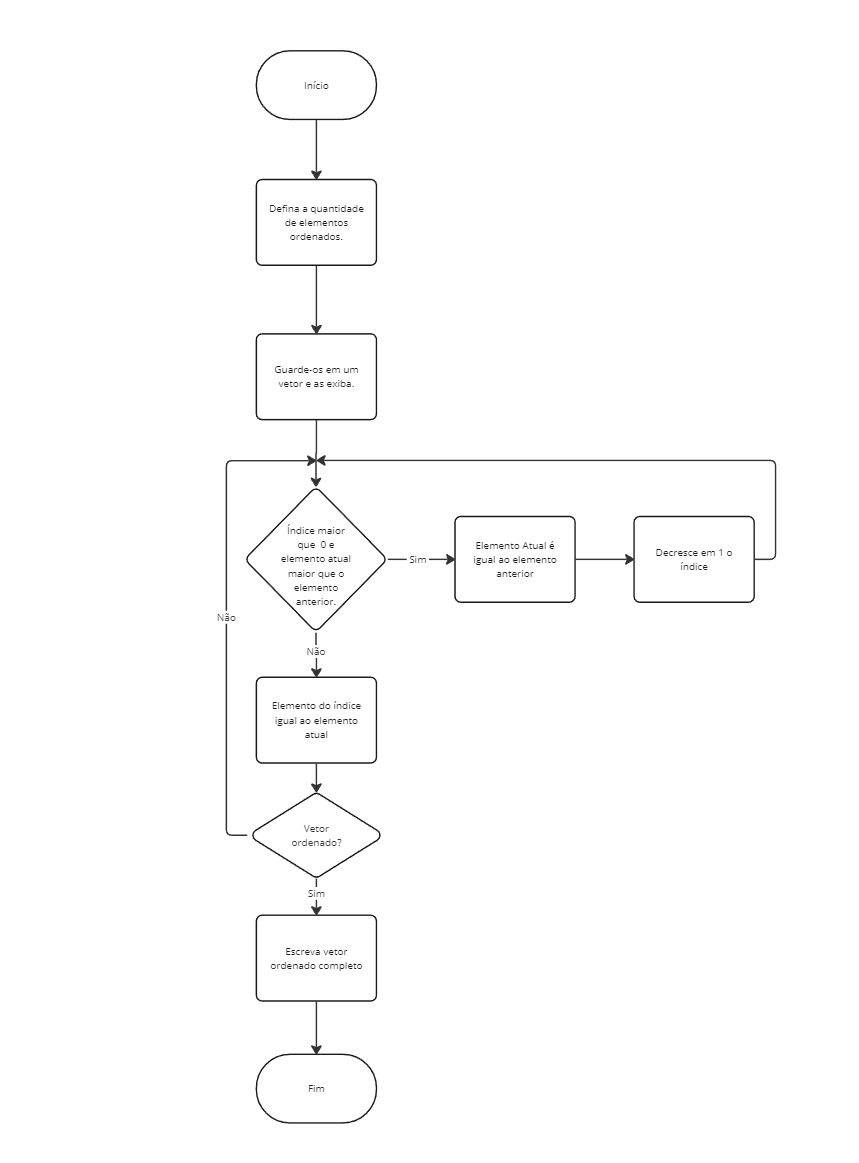 Início
Defina a quantidade
de elementos
ordenados.
Guarde-os em um
vetor e as exiba.
Índice maior
que 0 e
elemento atual
maior que o
elemento
anterior.
Sim
Elemento Atual é
igual ao elemento
anterior
Decresce em 1 o
índice
Não
Não
Elemento do índice
igual ao elemento
atual
Vetor
ordenado?
Sim
Escreva vetor
ordenado completo
Fim